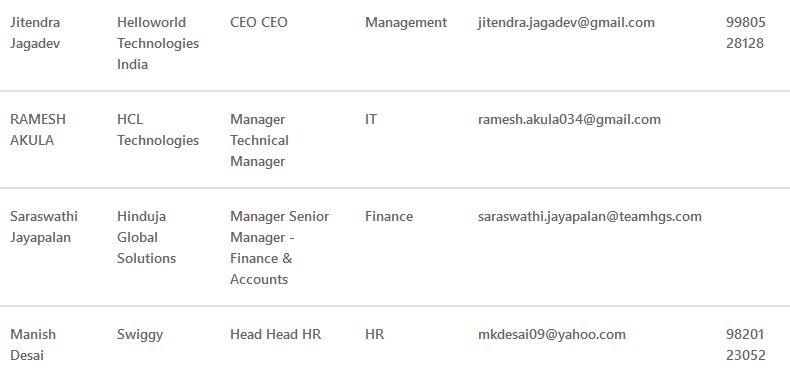 Jitendra Jagadev Helloworld Technologies India CEO CEO Management jitendra.jagadev@gmail.com 99805 28128
RAMESH AKULA HCL Technologies Manager Technical Manager IT ramesh.akula034@gmail.com
Saraswathi Jayapalan Hinduja Global Solutions Manager Senior Manager - Finance & Accounts Finance saraswathi.jayapalan@teamhgs.com
Manish Desai Swiggy Head Head HR HR mkdesai09@yahoo.com 98201 23052